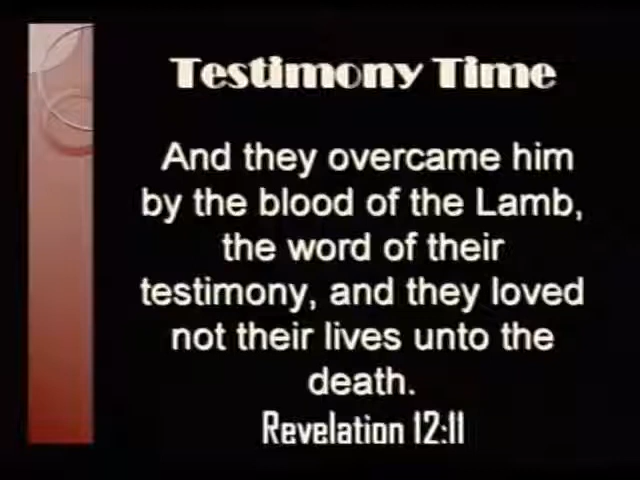 Testimony Time
And they overcame him
by the blood of the Lamb,
the word of their
testimony, and they loved
not their lives unto the
death.
Revelation 12:11